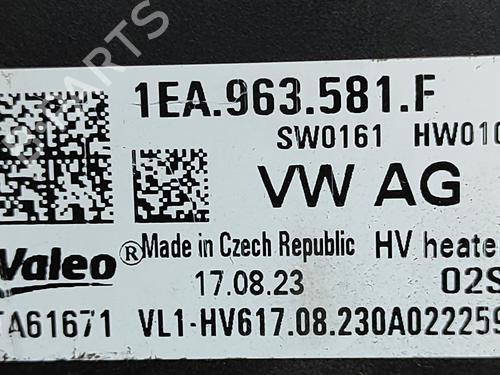 1EA.963.581.F
SW0161 HW010
VW AG
Valeo® Made in Czech Republic HV heate
17.08.23 02S
TA61671 VL1-HV617.08.230A022259
PARTS